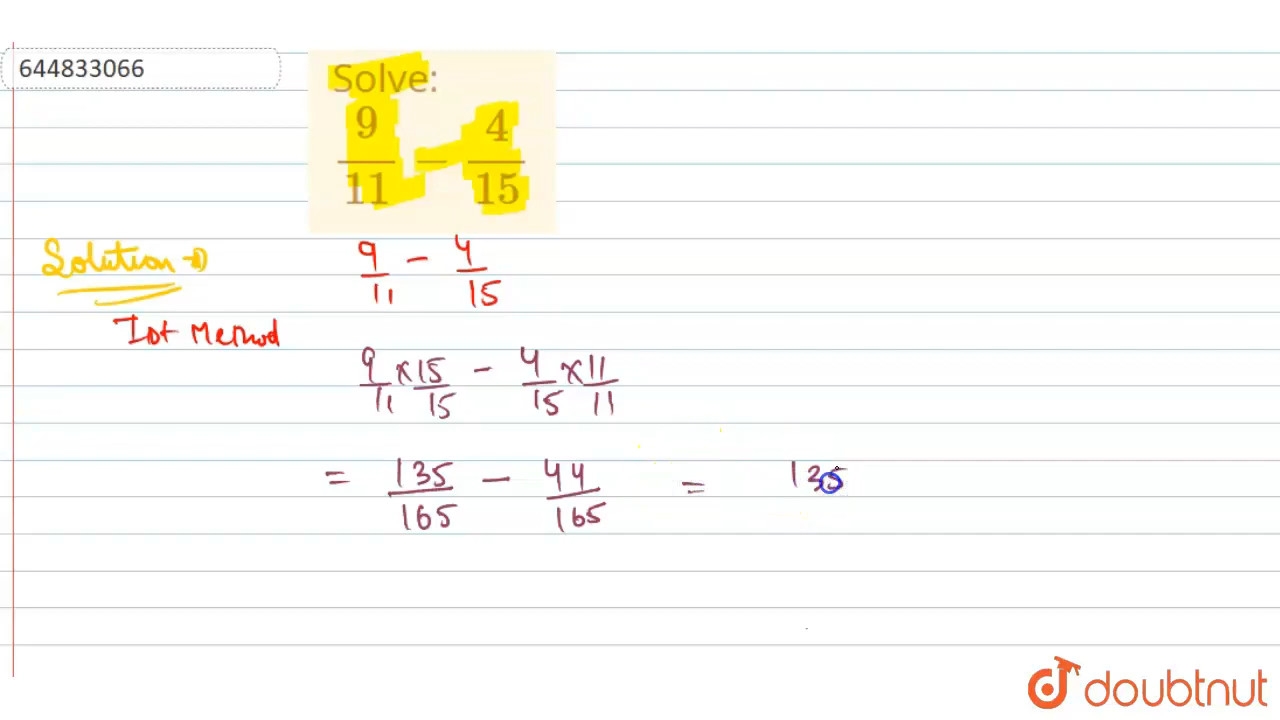 644833066
Solve:
9/11 - 4/15
Solution →
9/11 - 4/15
Ist Method
9/11 × 15/15 - 4/15 × 11/11
= 135/165 - 44/165 = 135
doubtnut